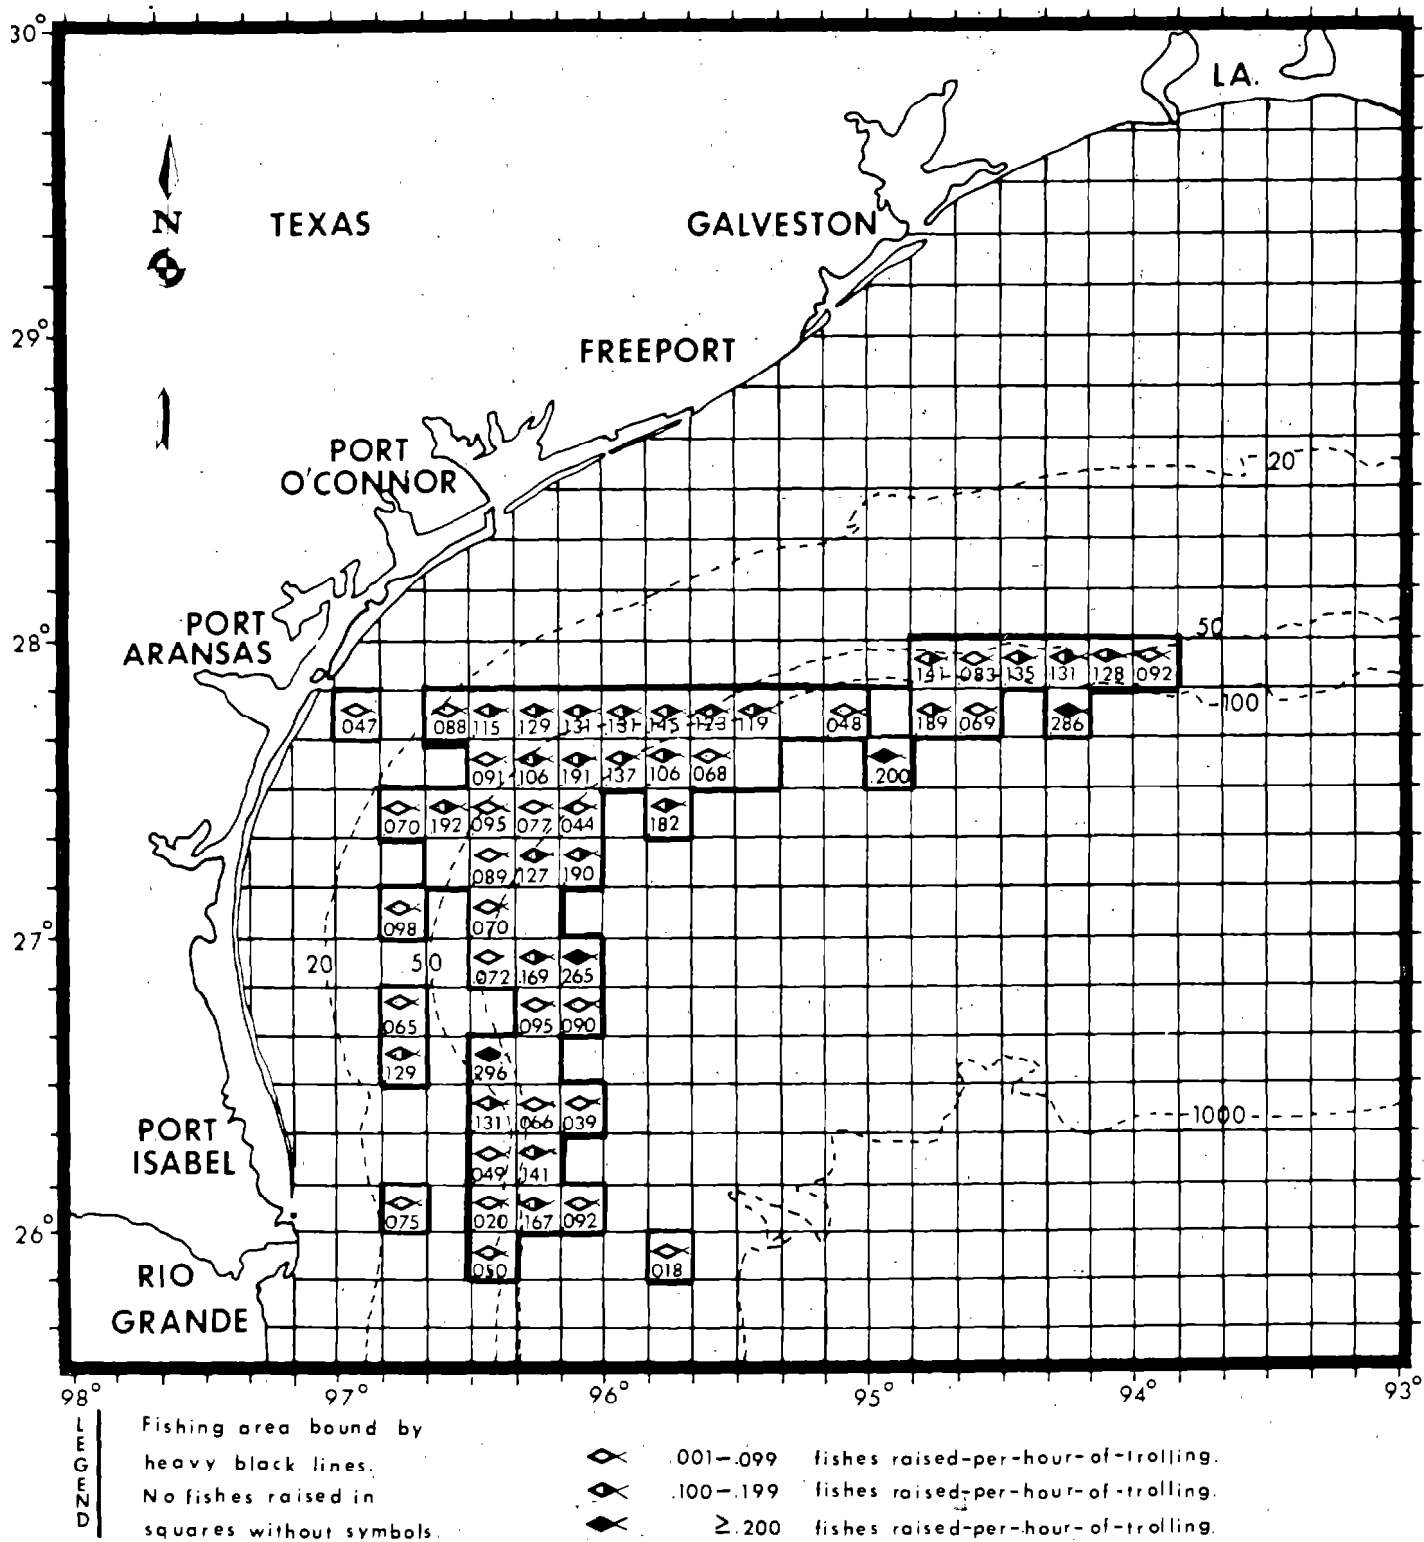 30°
LA.
N
TEXAS
GALVESTON
29°
FREEPORT
PORT
O'CONNOR
20
PORT
ARANSAS
28°
50
141 083 135 131 128 092
100
047 088 115 129 131 131 145 123 119 048 189 069 286
091 106 191 137 106 068 .200
070 192 095 077 044 182
089 127 190
098 070
27°
20 50
.072 .169 265
065 095 090
129 296
1000
131 066 039
PORT
ISABEL
049 141
075 020 167 092
26°
050 018
RIO
GRANDE
98° 97° 96° 95° 94° 93°
LEGEND
Fishing area bound by
heavy black lines.
No fishes raised in
squares without symbols.
.001-.099 fishes raised-per-hour-of-trolling.
.100-.199 fishes raised-per-hour-of-trolling.
≥.200 fishes raised-per-hour-of-trolling.